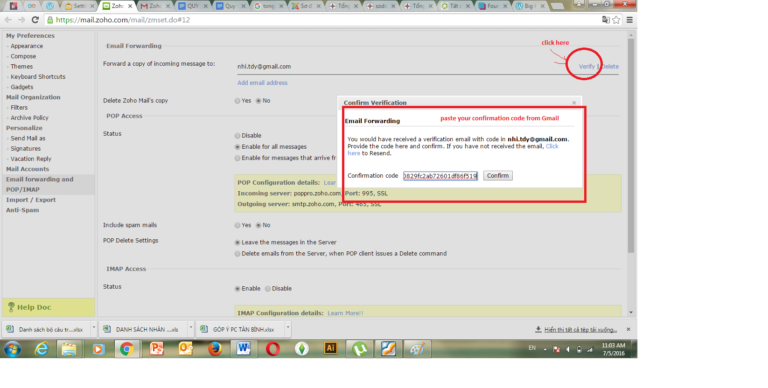 Zoh
QUY
Quy
https://mail.zoho.com/mail/zmset.do#12
My Preferences
Appearance
Compose
Themes
Keyboard Shortcuts
Gadgets
Mail Organization
Filters
Archive Policy
Personalize
Send Mail as
Signatures
Vacation Reply
Mail Accounts
Email forwarding and
POP/IMAP
Import / Export
Anti-Spam
Help Doc
click here
Email Forwarding
Forward a copy of incoming message to:
nhi.tdy@gmail.com
Verify | Delete
Add email address
Delete Zoho Mail's copy
Yes No
POP Access
Status
Disable
Enable for all messages
Enable for messages that arrive fr
Confirm Verification ×
Email Forwarding
paste your confirmation code from Gmail
You would have received a verification email with code in nhi.tdy@gmail.com.
Provide the code here and confirm. If you have not received the email, Click
here to Resend.
Confirmation code
3829fc2ab72601dfb6f519
Confirm
POP Configuration details: Lear
Incoming server: poppro.zoho.com, Port: 995, SSL
Outgoing server: smtp.zoho.com, Port: 465, SSL
Include spam mails
Yes No
POP Delete Settings
Leave the messages in the Server
Delete emails from the Server, when POP client issues a Delete command
IMAP Access
Status
Enable Disable
IMAP Configuration details: Learn More!!
Danh sách bộ câu tr....xlsx
DANH SÁCH NHÂN ....xls
GÓP Ý PC TÂN BÌNH.xlsx
Hiển thị tất cả tệp tải xuống...
EN
11:03 AM
7/5/2016